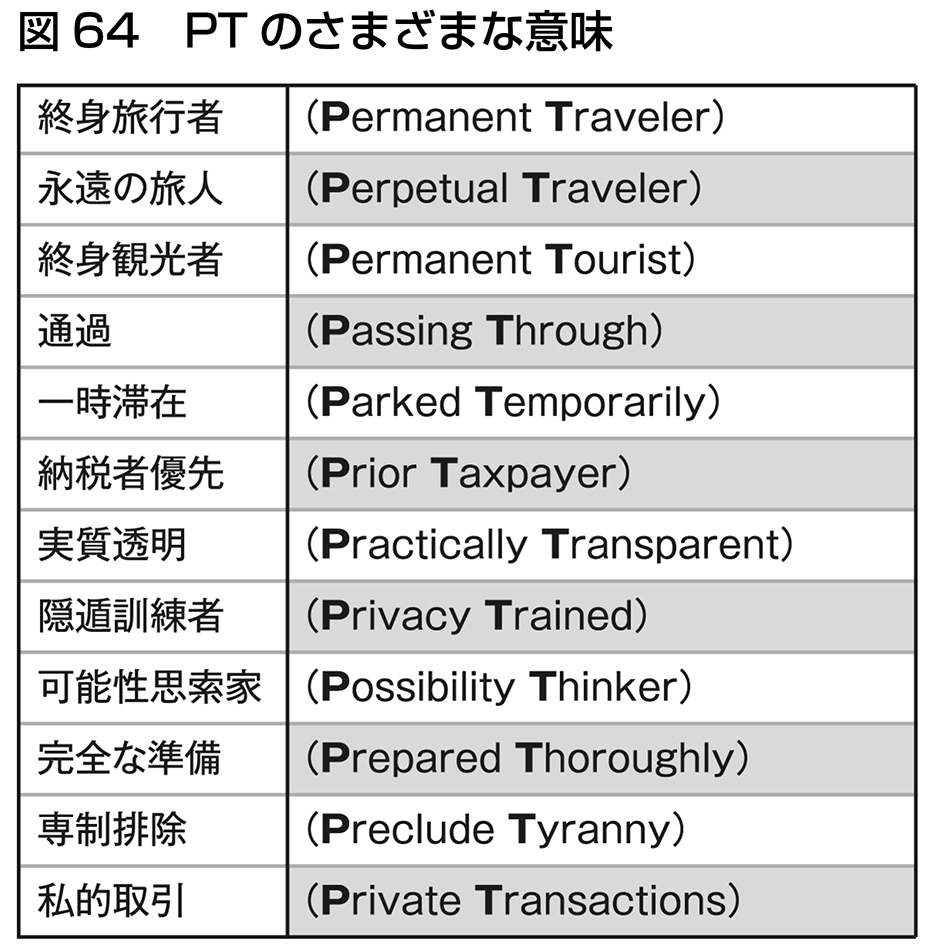 図64　PTのさまざまな意味
終身旅行者 （Permanent Traveler）
永遠の旅人 （Perpetual Traveler）
終身観光者 （Permanent Tourist）
通過 （Passing Through）
一時滞在 （Parked Temporarily）
納税者優先 （Prior Taxpayer）
実質透明 （Practically Transparent）
隠遁訓練者 （Privacy Trained）
可能性思索家 （Possibility Thinker）
完全な準備 （Prepared Thoroughly）
専制排除 （Preclude Tyranny）
私的取引 （Private Transactions）